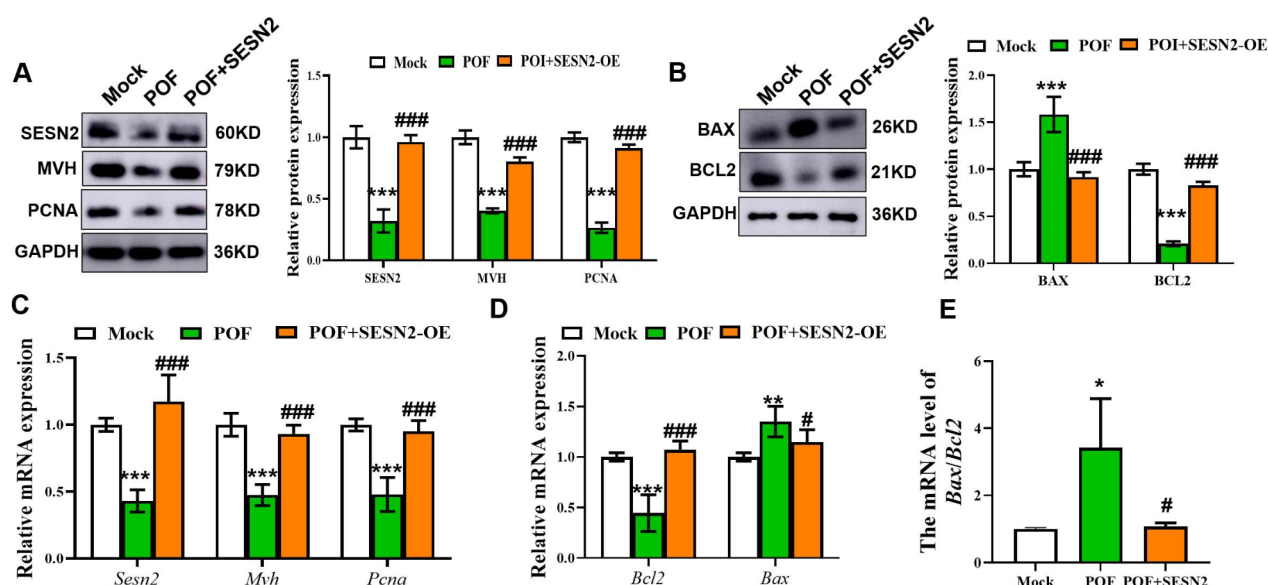 A
Mock POF POF+SESN2
SESN2 60KD
MVH 79KD
PCNA 78KD
GAPDH 36KD
Mock POF POI+SESN2-OE
Relative protein expression
1.5
1.0
0.5
0.0
*** ### *** ### *** ###
SESN2 MVH PCNA
B
Mock POF POF+SESN2
BAX 26KD
BCL2 21KD
GAPDH 36KD
Mock POF POI+SESN2-OE
Relative protein expression
2.0
1.5
1.0
0.5
0.0
*** ### *** ###
BAX BCL2
C
Mock POF POF+SESN2-OE
Relative mRNA expression
1.5
1.0
0.5
0.0
*** ### *** ### *** ###
Sesn2 Mvh Pcna
D
Mock POF POF+SESN2-OE
Relative mRNA expression
2.0
1.5
1.0
0.5
0.0
*** ### ** #
Bcl2 Bax
E
The mRNA level of
Bax/Bcl2
6
4
2
0
* #
Mock POF POF+SESN2